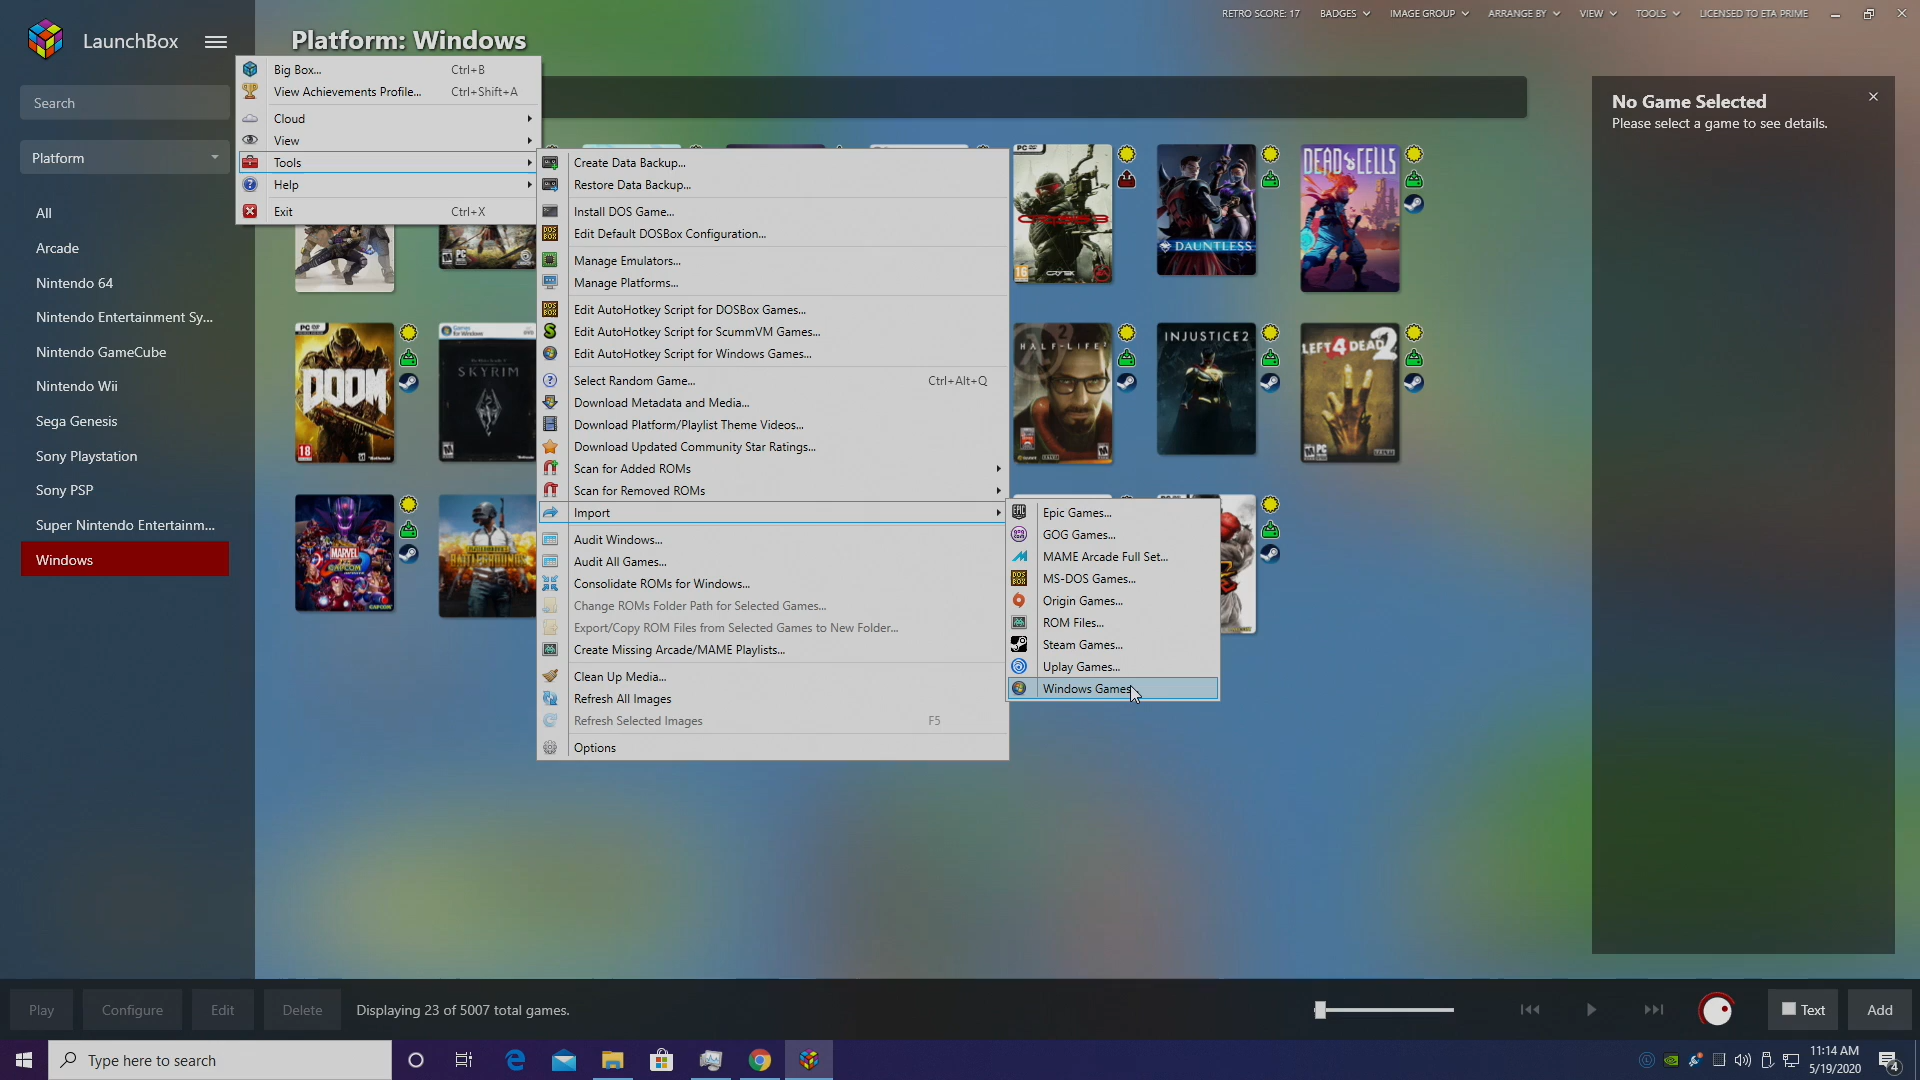 RETRO SCORE: 17
BADGES
IMAGE GROUP
ARRANGE BY
VIEW
TOOLS
LICENSED TO ETA PRIME
LaunchBox
Platform: Windows
Search
Platform
All
Arcade
Nintendo 64
Nintendo Entertainment Sy...
Nintendo GameCube
Nintendo Wii
Sega Genesis
Sony Playstation
Sony PSP
Super Nintendo Entertainm...
Windows
Big Box... Ctrl+B
View Achievements Profile... Ctrl+Shift+A
Cloud
View
Tools
Help
Exit Ctrl+X
Create Data Backup...
Restore Data Backup...
Install DOS Game...
Edit Default DOSBox Configuration...
Manage Emulators...
Manage Platforms...
Edit AutoHotkey Script for DOSBox Games...
Edit AutoHotkey Script for ScummVM Games...
Edit AutoHotkey Script for Windows Games...
Select Random Game... Ctrl+Alt+Q
Download Metadata and Media...
Download Platform/Playlist Theme Videos...
Download Updated Community Star Ratings...
Scan for Added ROMs
Scan for Removed ROMs
Import
Audit Windows...
Audit All Games...
Consolidate ROMs for Windows...
Change ROMs Folder Path for Selected Games...
Export/Copy ROM Files from Selected Games to New Folder...
Create Missing Arcade/MAME Playlists...
Clean Up Media...
Refresh All Images
Refresh Selected Images F5
Options
Epic Games...
GOG Games...
MAME Arcade Full Set...
MS-DOS Games...
Origin Games...
ROM Files...
Steam Games...
Uplay Games...
Windows Games
CRYSIS 3
DAUNTLESS
DEAD CELLS
DOOM
SKYRIM
HALF-LIFE 2
INJUSTICE 2
LEFT 4 DEAD 2
MARVEL
CAPCOM
BATTLEGROUNDS
No Game Selected
Please select a game to see details.
Play
Configure
Edit
Delete
Displaying 23 of 5007 total games.
Text
Add
Type here to search
11:14 AM
5/19/2020
4